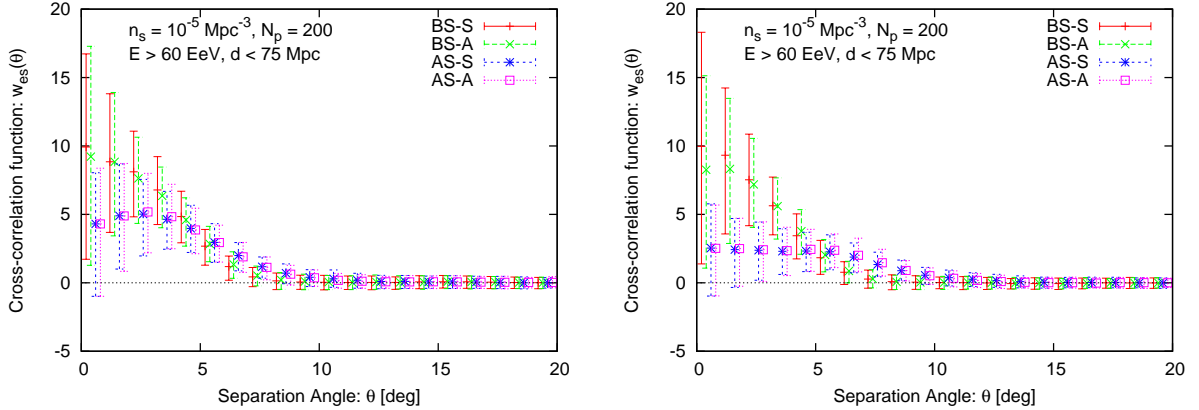 n_s = 10^-5 Mpc^-3, N_p = 200
E > 60 EeV, d < 75 Mpc
BS-S
BS-A
AS-S
AS-A
Cross-correlation function: w_es(θ)
20
15
10
5
0
-5
0 5 10 15 20
Separation Angle: θ [deg]
n_s = 10^-5 Mpc^-3, N_p = 200
E > 60 EeV, d < 75 Mpc
BS-S
BS-A
AS-S
AS-A
Cross-correlation function: w_es(θ)
20
15
10
5
0
-5
0 5 10 15 20
Separation Angle: θ [deg]